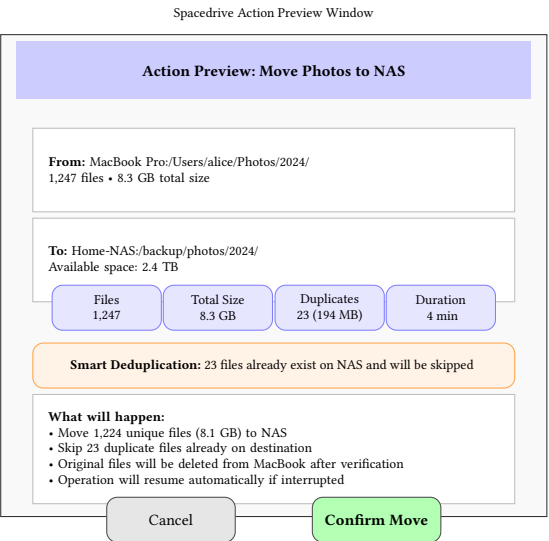 Spacedrive Action Preview Window
Action Preview: Move Photos to NAS
From: MacBook Pro:/Users/alice/Photos/2024/
1,247 files • 8.3 GB total size
To: Home-NAS:/backup/photos/2024/
Available space: 2.4 TB
Files
1,247
Total Size
8.3 GB
Duplicates
23 (194 MB)
Duration
4 min
Smart Deduplication: 23 files already exist on NAS and will be skipped
What will happen:
• Move 1,224 unique files (8.1 GB) to NAS
• Skip 23 duplicate files already on destination
• Original files will be deleted from MacBook after verification
• Operation will resume automatically if interrupted
Cancel
Confirm Move